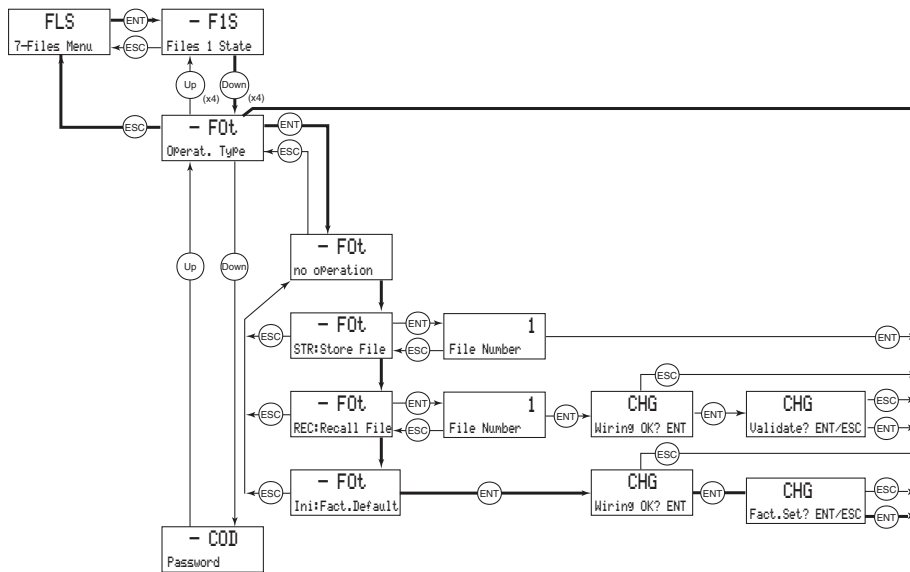 FLS
7-Files Menu
ENT
ESC
- F1S
Files 1 State
Up
(x4)
Down
(x4)
ESC
- FOt
Operat. Type
ENT
ESC
Up
Down
- FOt
no operation
ESC
- FOt
STR:Store File
ENT
ESC
1
File Number
ENT
ESC
- FOt
REC:Recall File
ENT
ESC
1
File Number
ENT
ESC
CHG
Wiring OK? ENT
ENT
CHG
Validate? ENT/ESC
ESC
ENT
ESC
- FOt
Ini:Fact.Default
ENT
ESC
CHG
Wiring OK? ENT
ENT
CHG
Fact.Set? ENT/ESC
ESC
ENT
- COD
Password